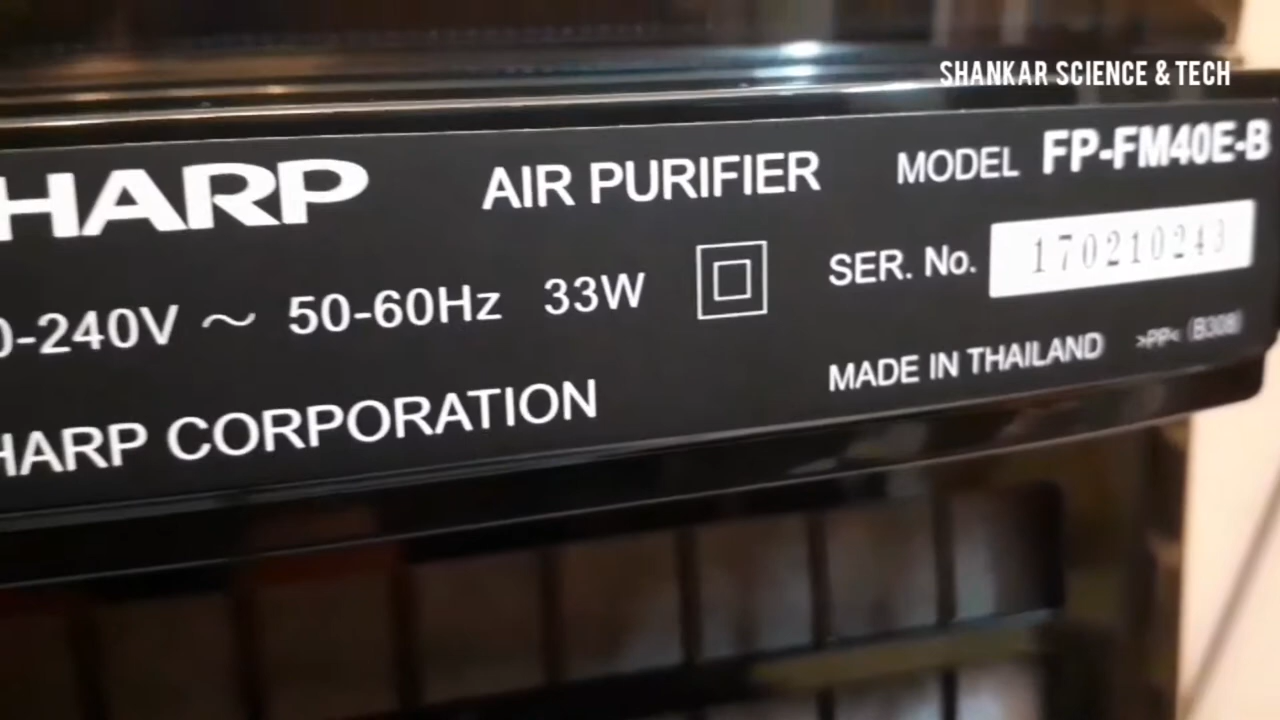 SHANKAR SCIENCE & TECH
HARP AIR PURIFIER MODEL FP-FM40E-B
SER. No. 170210243
0-240V ~ 50-60Hz 33W
MADE IN THAILAND >PP< (B308)
HARP CORPORATION